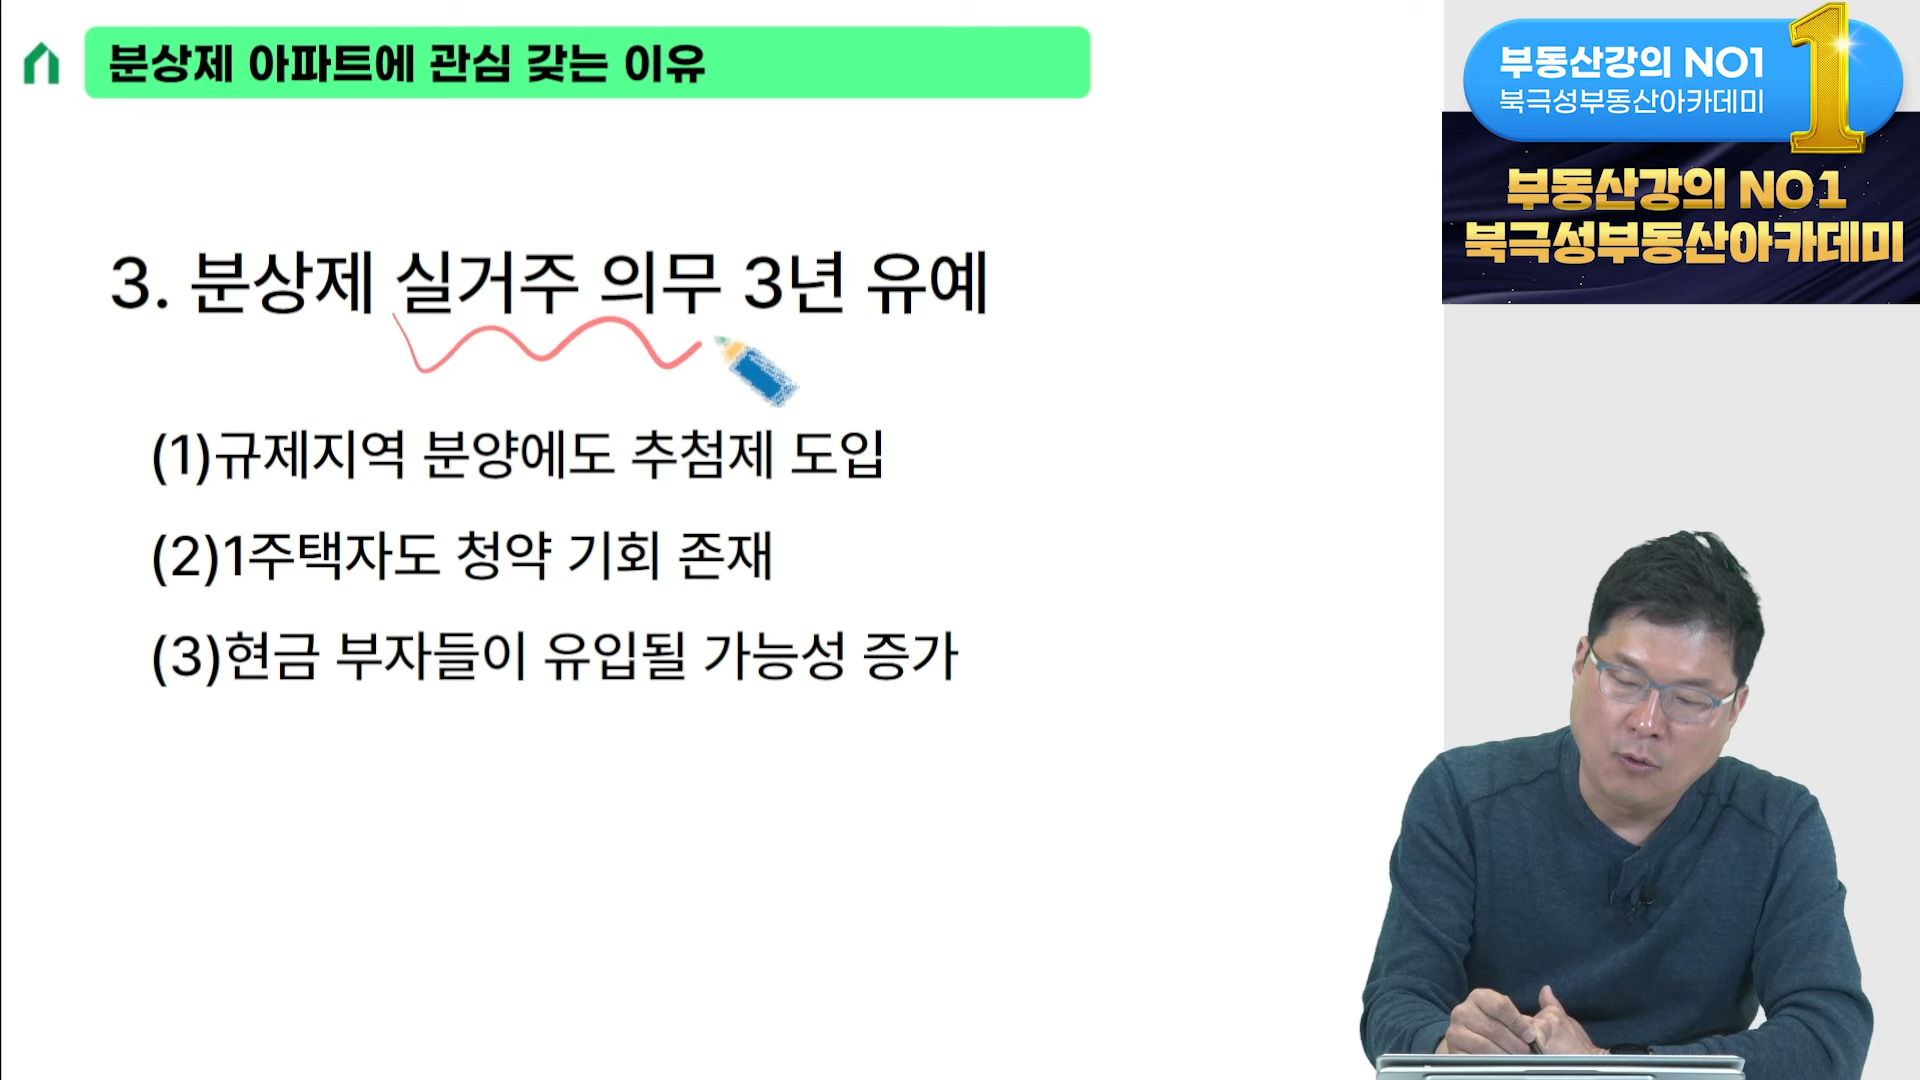 분상제 아파트에 관심 갖는 이유
3. 분상제 실거주 의무 3년 유예
(1)규제지역 분양에도 추첨제 도입
(2)1주택자도 청약 기회 존재
(3)현금 부자들이 유입될 가능성 증가
부동산강의 NO1
북극성부동산아카데미
1
부동산강의 NO1
북극성부동산아카데미